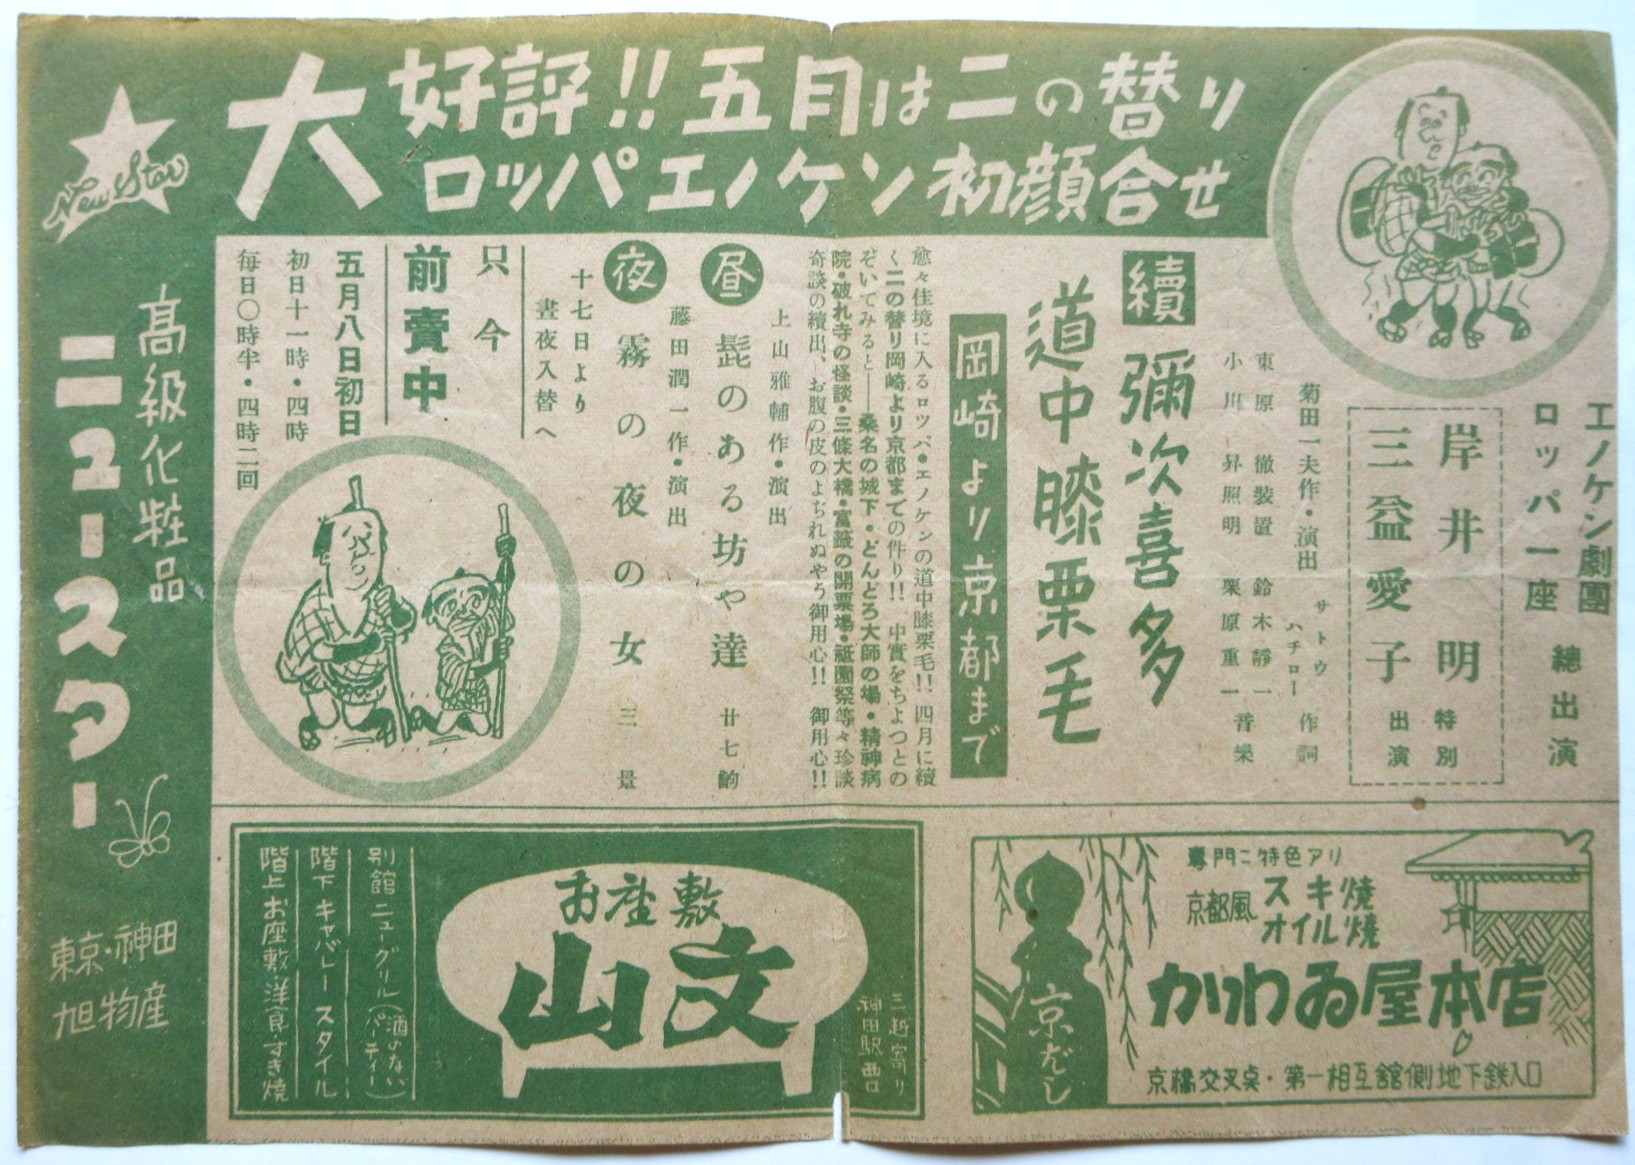 大好評!!五月は二の替り
ロッパエノケン初顔合せ
エノケン劇團
ロッパ一座
總出演
岸井明
特別
三益愛子
出演
菊田一夫作・演出
サトウ
ハチロー
作詞
東原徹裝置
鈴木靜一
音樂
小川昇照明
栗原重一
續
彌次喜多
道中膝栗毛
岡崎より京都まで
愈々佳境に入るロツパ・エノケンの道中膝栗毛!!四月に續
く二の替り岡崎より京都までの件り!!中實をちよつとの
ぞいてみると――桑名の城下・どんどろ大師の場・精神病
院・破れ寺の怪談・三條大橋・富籤の開票場・祇園祭等々珍談
奇談の續出、お腹の皮のよぢれぬやう御用心!!御用心!!
上山雅輔作・演出
昼
髭のある坊や達
廿七齣
藤田潤一作・演出
夜
霧の夜の夜の女
三景
十七日より
晝夜入替へ
只今
前賣中
五月八日初日
初日十一時・四時
毎日〇時半・四時二回
New Star
高級化粧品
ニュースター
東京・神田
旭物産
專門ニ特色アリ
京都風
スキ焼
オイル焼
かわゐ屋本店
京だし
京橋交叉点・第一相互舘側地下鉄入口
お座敷
山文
三越寄り
神田駅西口
別館ニューグリル(酒のないパーティー)
階下キャバレースタイル
階上お座敷洋食すき焼